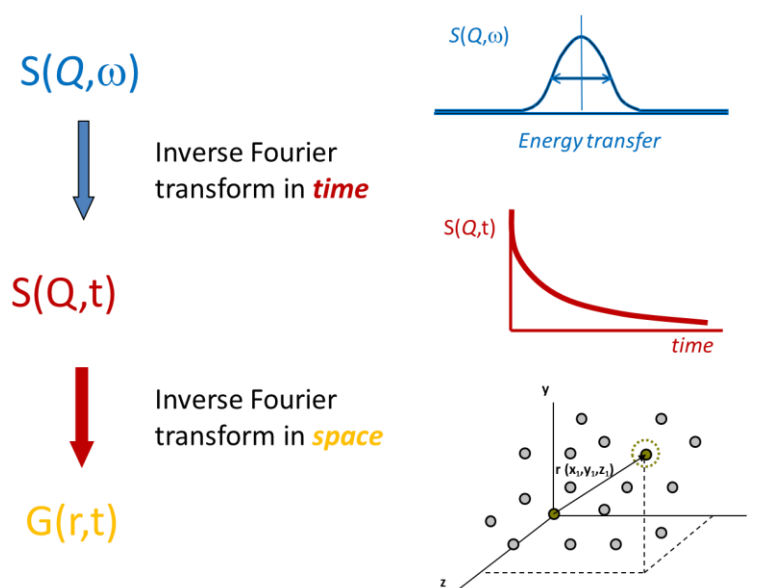 S(Q,ω)
Inverse Fourier
transform in time
S(Q,t)
Inverse Fourier
transform in space
G(r,t)
S(Q,ω)
Energy transfer
S(Q,t)
time
y
r (x₁,y₁,z₁)
z